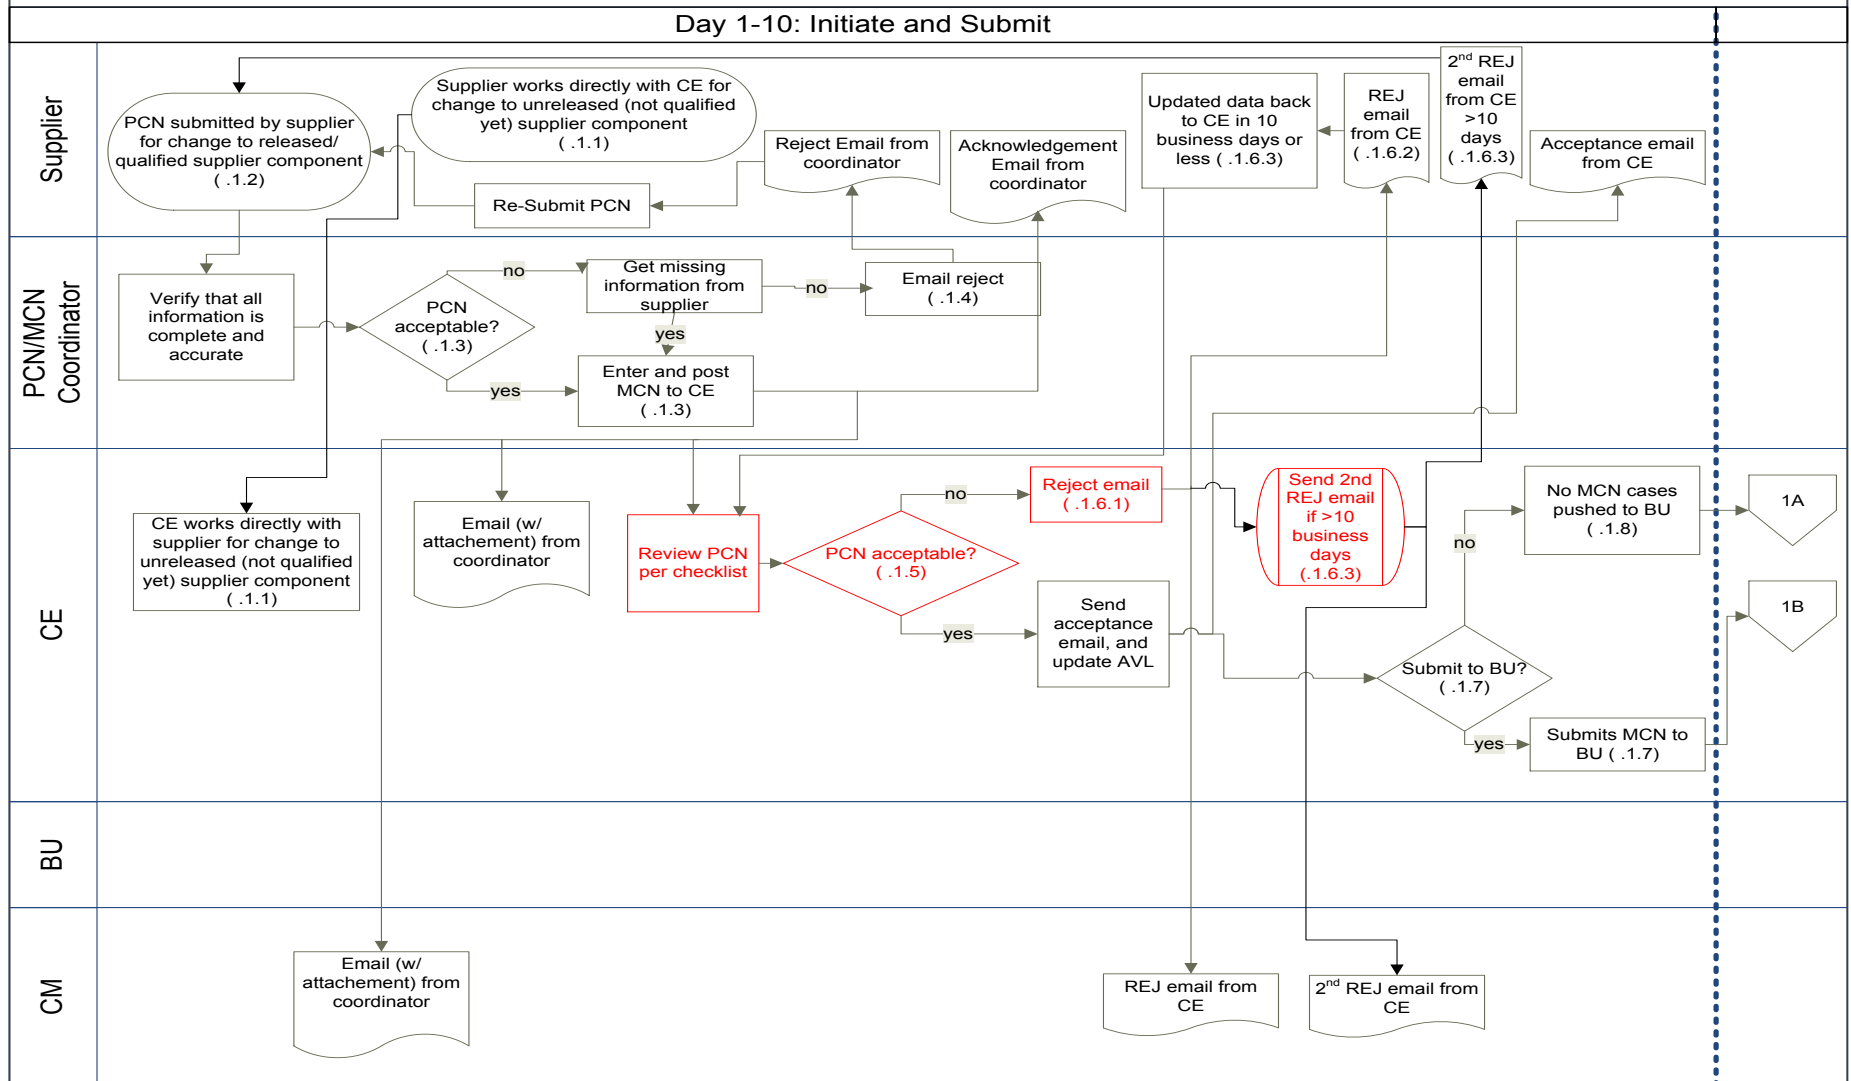 Day 1-10: Initiate and Submit
Supplier
PCN submitted by supplier
for change to released/
qualified supplier component
( .1.2)
Supplier works directly with CE for
change to unreleased (not qualified
yet) supplier component
( .1.1)
Re-Submit PCN
Reject Email from
coordinator
Acknowledgement
Email from
coordinator
Updated data back
to CE in 10
business days or
less ( .1.6.3)
REJ
email
from CE
( .1.6.2)
2nd REJ
email
from CE
>10
days
( .1.6.3)
Acceptance email
from CE
PCN/MCN
Coordinator
Verify that all
information is
complete and
accurate
PCN
acceptable?
( .1.3)
no
Get missing
information from
supplier
no
Email reject
( .1.4)
yes
yes
Enter and post
MCN to CE
( .1.3)
CE
CE works directly with
supplier for change to
unreleased (not qualified
yet) supplier component
( .1.1)
Email (w/
attachement) from
coordinator
Review PCN
per checklist
PCN acceptable?
( .1.5)
no
Reject email
( .1.6.1)
yes
Send
acceptance
email, and
update AVL
Send 2nd
REJ email
if >10
business
days
(.1.6.3)
Submit to BU?
( .1.7)
no
No MCN cases
pushed to BU
( .1.8)
yes
Submits MCN to
BU ( .1.7)
1A
1B
BU
CM
Email (w/
attachement) from
coordinator
REJ email from
CE
2nd REJ email from
CE